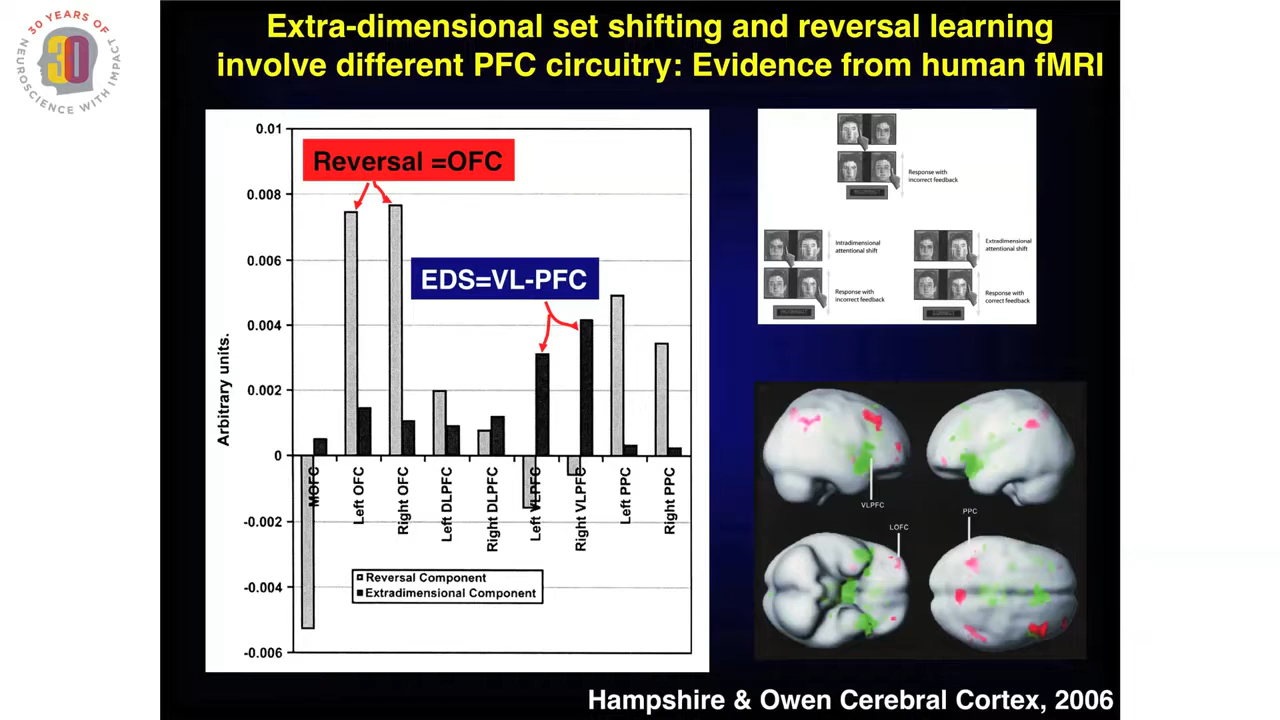 30 YEARS OF
NEUROSCIENCE WITH IMPACT
30
Extra-dimensional set shifting and reversal learning
involve different PFC circuitry: Evidence from human fMRI
0.01
0.008
0.006
0.004
0.002
0
-0.002
-0.004
-0.006
Arbitrary units.
Reversal =OFC
EDS=VL-PFC
MOFC
Left OFC
Right OFC
Left DLPFC
Right DLPFC
Left VLPFC
Right VLPFC
Left PPC
Right PPC
Reversal Component
Extradimensional Component
Response with
incorrect feedback
INCORRECT
Intradimensional
attentional shift
Response with
incorrect feedback
INCORRECT
Extradimensional
attentional shift
Response with
correct feedback
CORRECT
VLPFC
LOFC
PPC
Hampshire & Owen Cerebral Cortex, 2006